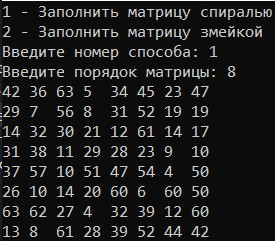 1 - Заполнить матрицу спиралью
2 - Заполнить матрицу змейкой
Введите номер способа: 1
Введите порядок матрицы: 8
42 36 63 5  34 45 23 47
29 7  56 8  31 52 19 19
14 32 30 21 12 61 14 17
31 38 11 29 28 23 9  10
37 57 10 51 47 54 4  50
26 10 14 20 60 6  60 50
63 62 27 4  32 39 12 60
13 8  61 28 39 52 44 42